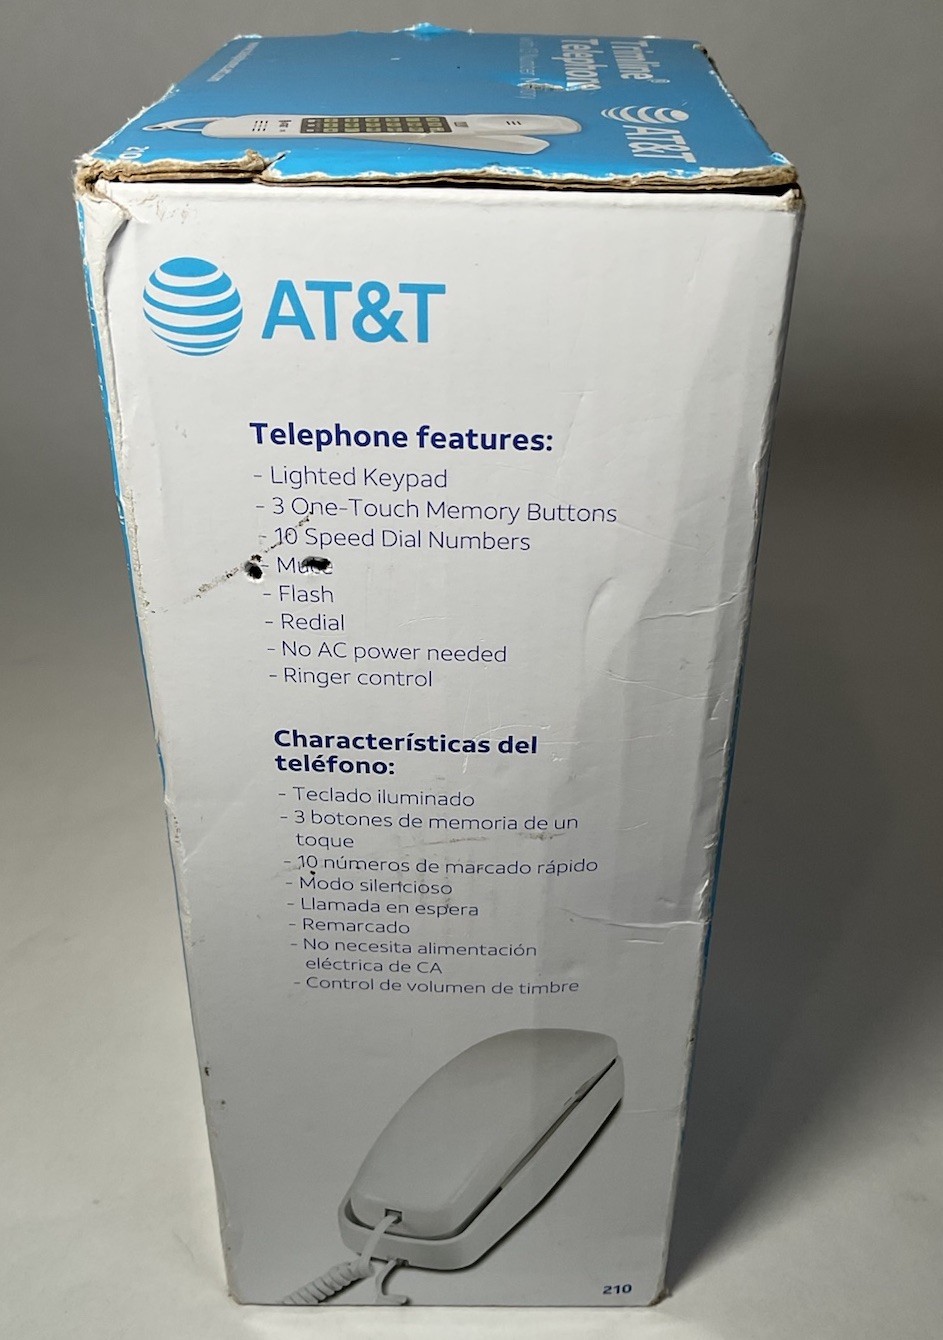 Trimline®
Telephone
AT&T
210
AT&T
Telephone features:
- Lighted Keypad
- 3 One-Touch Memory Buttons
- 10 Speed Dial Numbers
- Mute
- Flash
- Redial
- No AC power needed
- Ringer control
Características del
teléfono:
- Teclado iluminado
- 3 botones de memoria de un
toque
- 10 números de marcado rápido
- Modo silencioso
- Llamada en espera
- Remarcado
- No necesita alimentación
eléctrica de CA
- Control de volumen de timbre
210